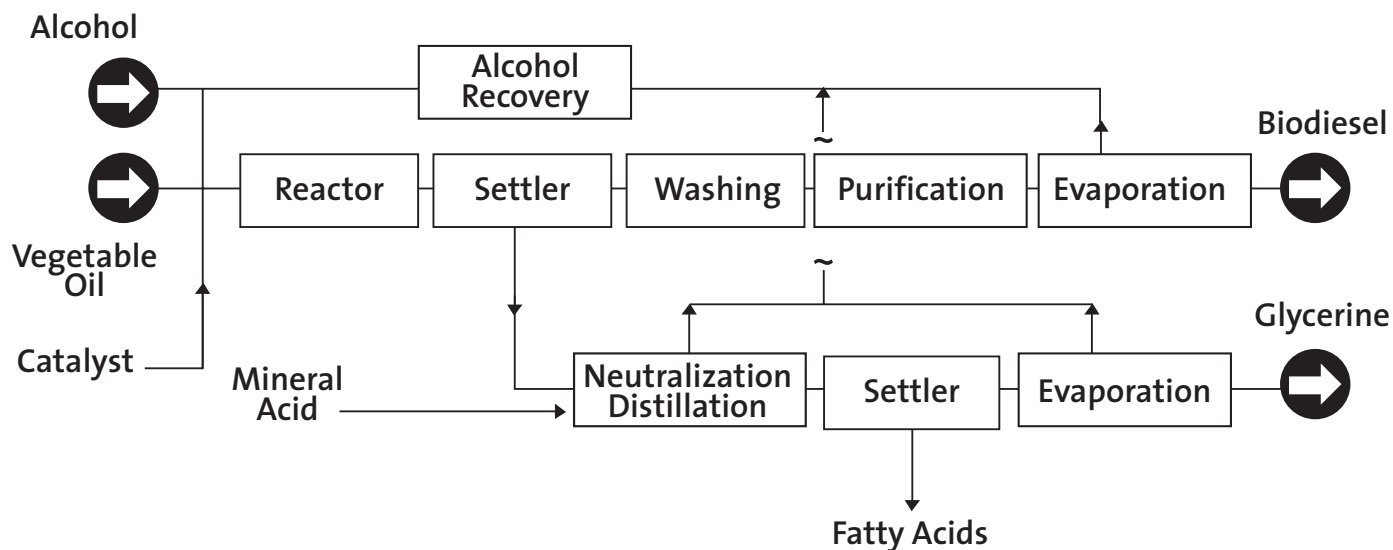 Alcohol
Alcohol
Recovery
Biodiesel
Reactor
Settler
Washing
Purification
Evaporation
Vegetable
Oil
~
~
Catalyst
Mineral
Acid
Neutralization
Distillation
Settler
Evaporation
Glycerine
Fatty Acids